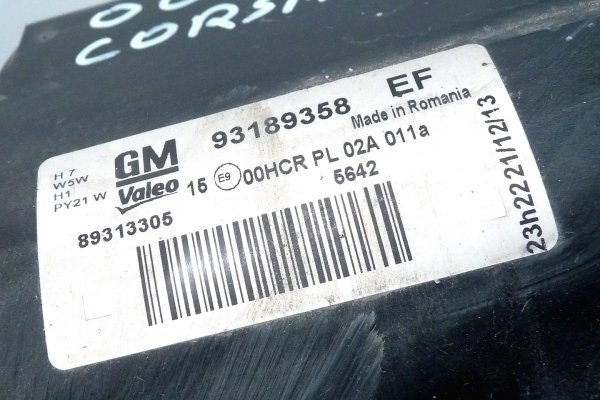 CORSA
H7
W5W
H1
PY21 W
GM
Valeo
93189358 EF
Made in Romania
15 E9 00HCR PL 02A 011a
5642
89313305
23h22 21/12/13